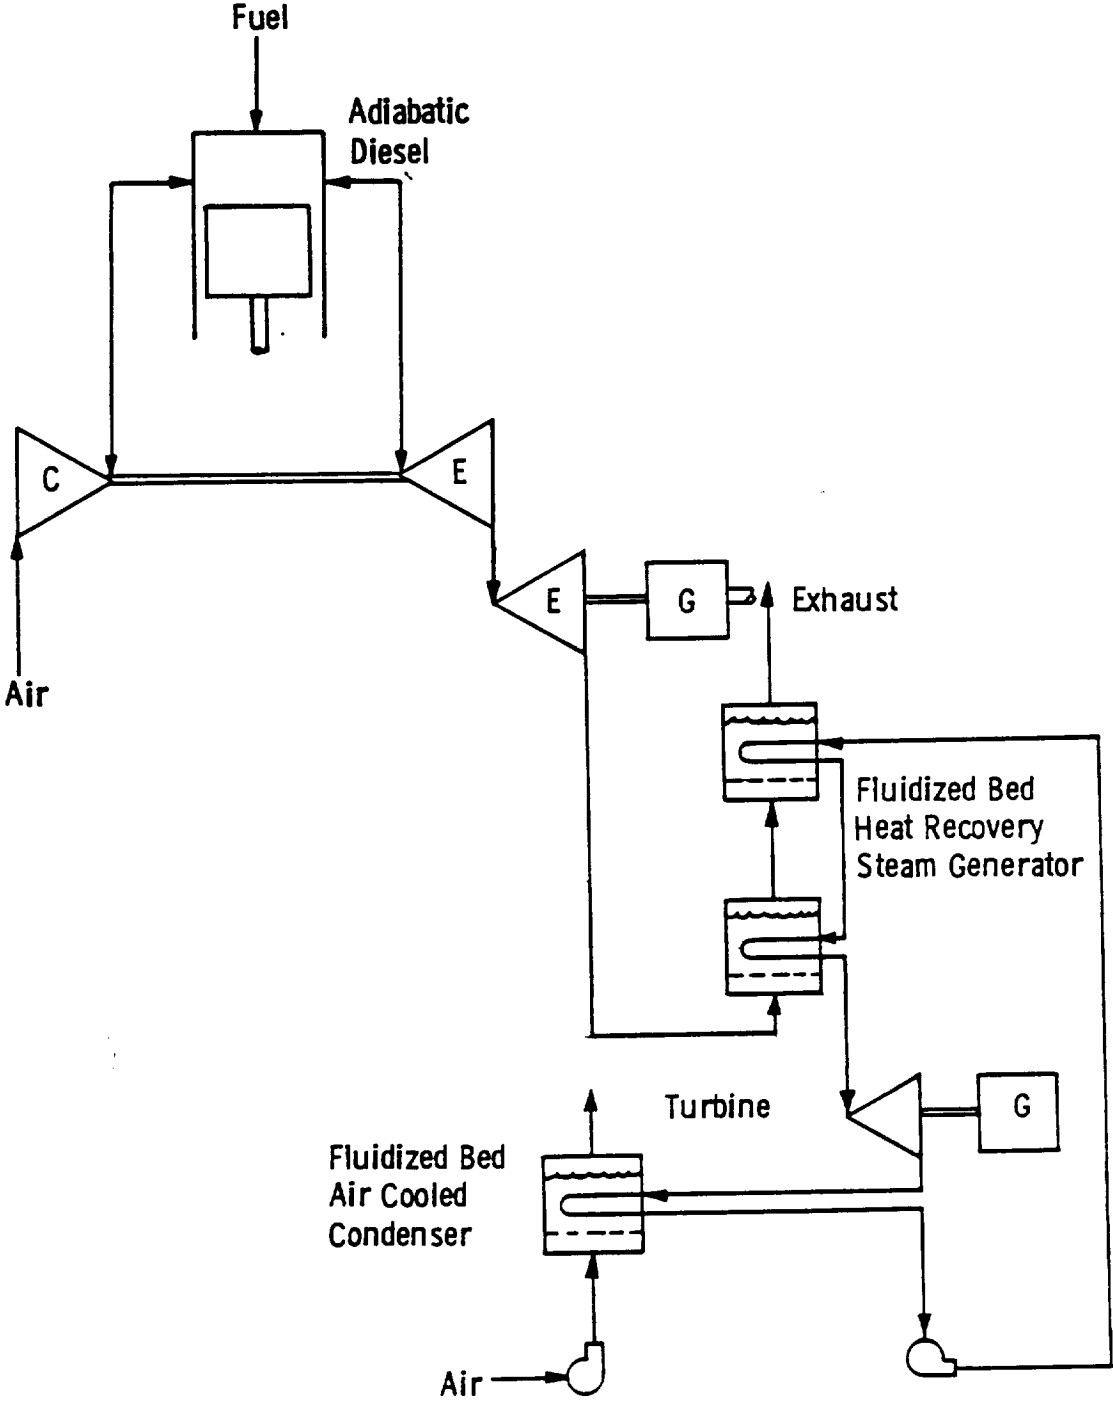 Fuel
Adiabatic
Diesel
C
E
E
G
Exhaust
Air
Fluidized Bed
Heat Recovery
Steam Generator
Turbine
G
Fluidized Bed
Air Cooled
Condenser
Air